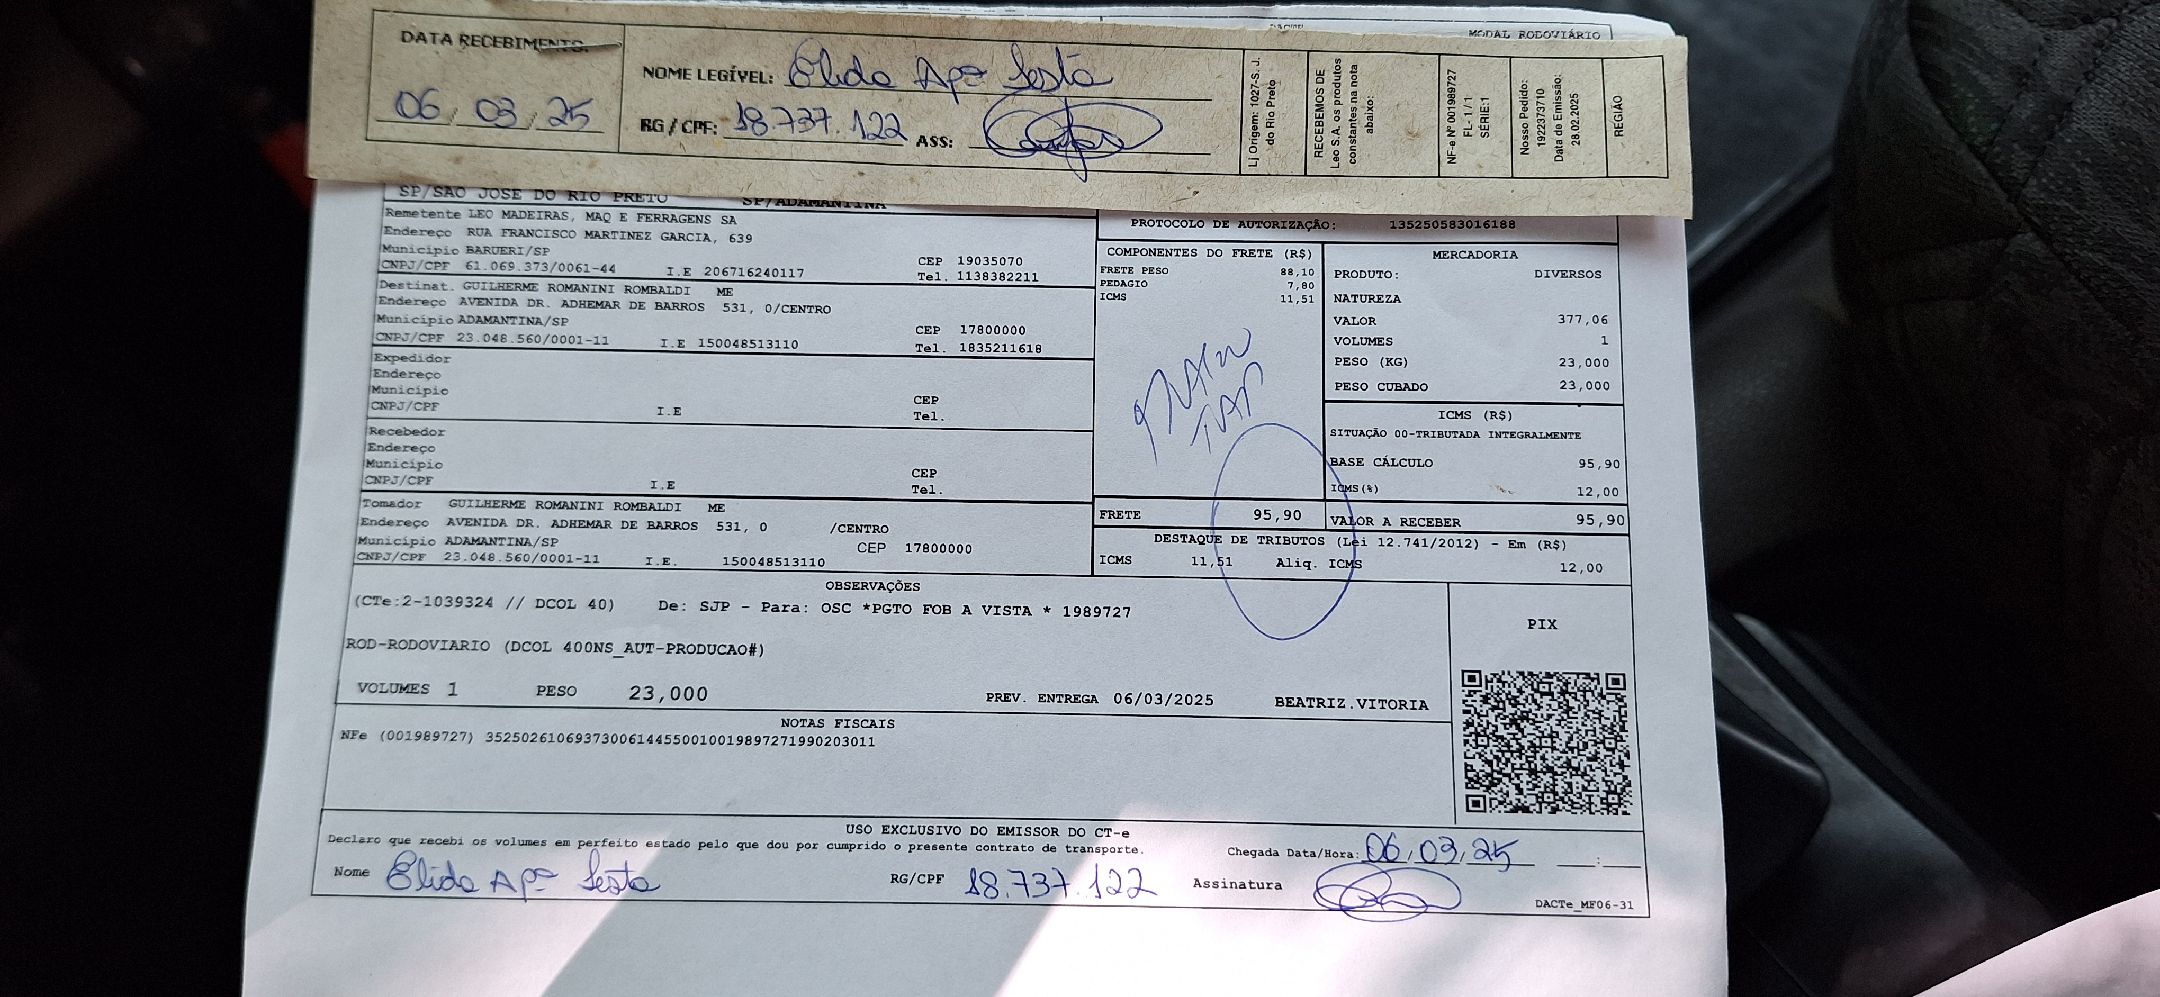 MODAL RODOVIÁRIO
DATA RECEBIMENTO
06/03/25
NOME LEGÍVEL: Elida Apª Sesta
RG / CPF: 18.737.122 ASS:
Lj Origem: 1027-S. J.
do Rio Preto
RECEBEMOS DE
Leo S.A. os produtos
constantes na nota
abaixo:
NF-e Nº 001989727
FL- 1 / 1
SÉRIE:1
Nosso Pedido:
1922373710
Data de Emissão:
28.02.2025
REGIÃO
SP/SAO JOSE DO RIO PRETO SP/ADAMANTINA
Remetente LEO MADEIRAS, MAQ E FERRAGENS SA
Endereço RUA FRANCISCO MARTINEZ GARCIA, 639
Município BARUERI/SP CEP 19035070
CNPJ/CPF 61.069.373/0061-44 I.E 206716240117 Tel. 1138382211
Destinat. GUILHERME ROMANINI ROMBALDI ME
Endereço AVENIDA DR. ADHEMAR DE BARROS 531, 0/CENTRO
Município ADAMANTINA/SP CEP 17800000
CNPJ/CPF 23.048.560/0001-11 I.E 150048513110 Tel. 1835211618
Expedidor
Endereço
Município CEP
CNPJ/CPF I.E Tel.
Recebedor
Endereço
Município CEP
CNPJ/CPF I.E Tel.
Tomador GUILHERME ROMANINI ROMBALDI ME
Endereço AVENIDA DR. ADHEMAR DE BARROS 531, 0 /CENTRO
Município ADAMANTINA/SP CEP 17800000
CNPJ/CPF 23.048.560/0001-11 I.E. 150048513110
PROTOCOLO DE AUTORIZAÇÃO: 135250583016188
COMPONENTES DO FRETE (R$)
FRETE PESO 88,10
PEDAGIO 7,80
ICMS 11,51
FRETE 95,90
MERCADORIA
PRODUTO: DIVERSOS
NATUREZA
VALOR 377,06
VOLUMES 1
PESO (KG) 23,000
PESO CUBADO 23,000
ICMS (R$)
SITUAÇÃO 00-TRIBUTADA INTEGRALMENTE
BASE CÁLCULO 95,90
ICMS(%) 12,00
VALOR A RECEBER 95,90
DESTAQUE DE TRIBUTOS (Lei 12.741/2012) - Em (R$)
ICMS 11,51 Aliq. ICMS 12,00
OBSERVAÇÕES
(CTe:2-1039324 // DCOL 40) De: SJP - Para: OSC *PGTO FOB A VISTA * 1989727
ROD-RODOVIARIO (DCOL 400NS_AUT-PRODUCAO#)
VOLUMES 1 PESO 23,000 PREV. ENTREGA 06/03/2025 BEATRIZ.VITORIA
PIX
NOTAS FISCAIS
NFe (001989727) 35250261069373006144550010019897271990203011
USO EXCLUSIVO DO EMISSOR DO CT-e
Declaro que recebi os volumes em perfeito estado pelo que dou por cumprido o presente contrato de transporte.
Chegada Data/Hora: 06/03/25 __:__
Nome Elida Apª Sesta RG/CPF 18.737.122 Assinatura
DACTe_MF06-31